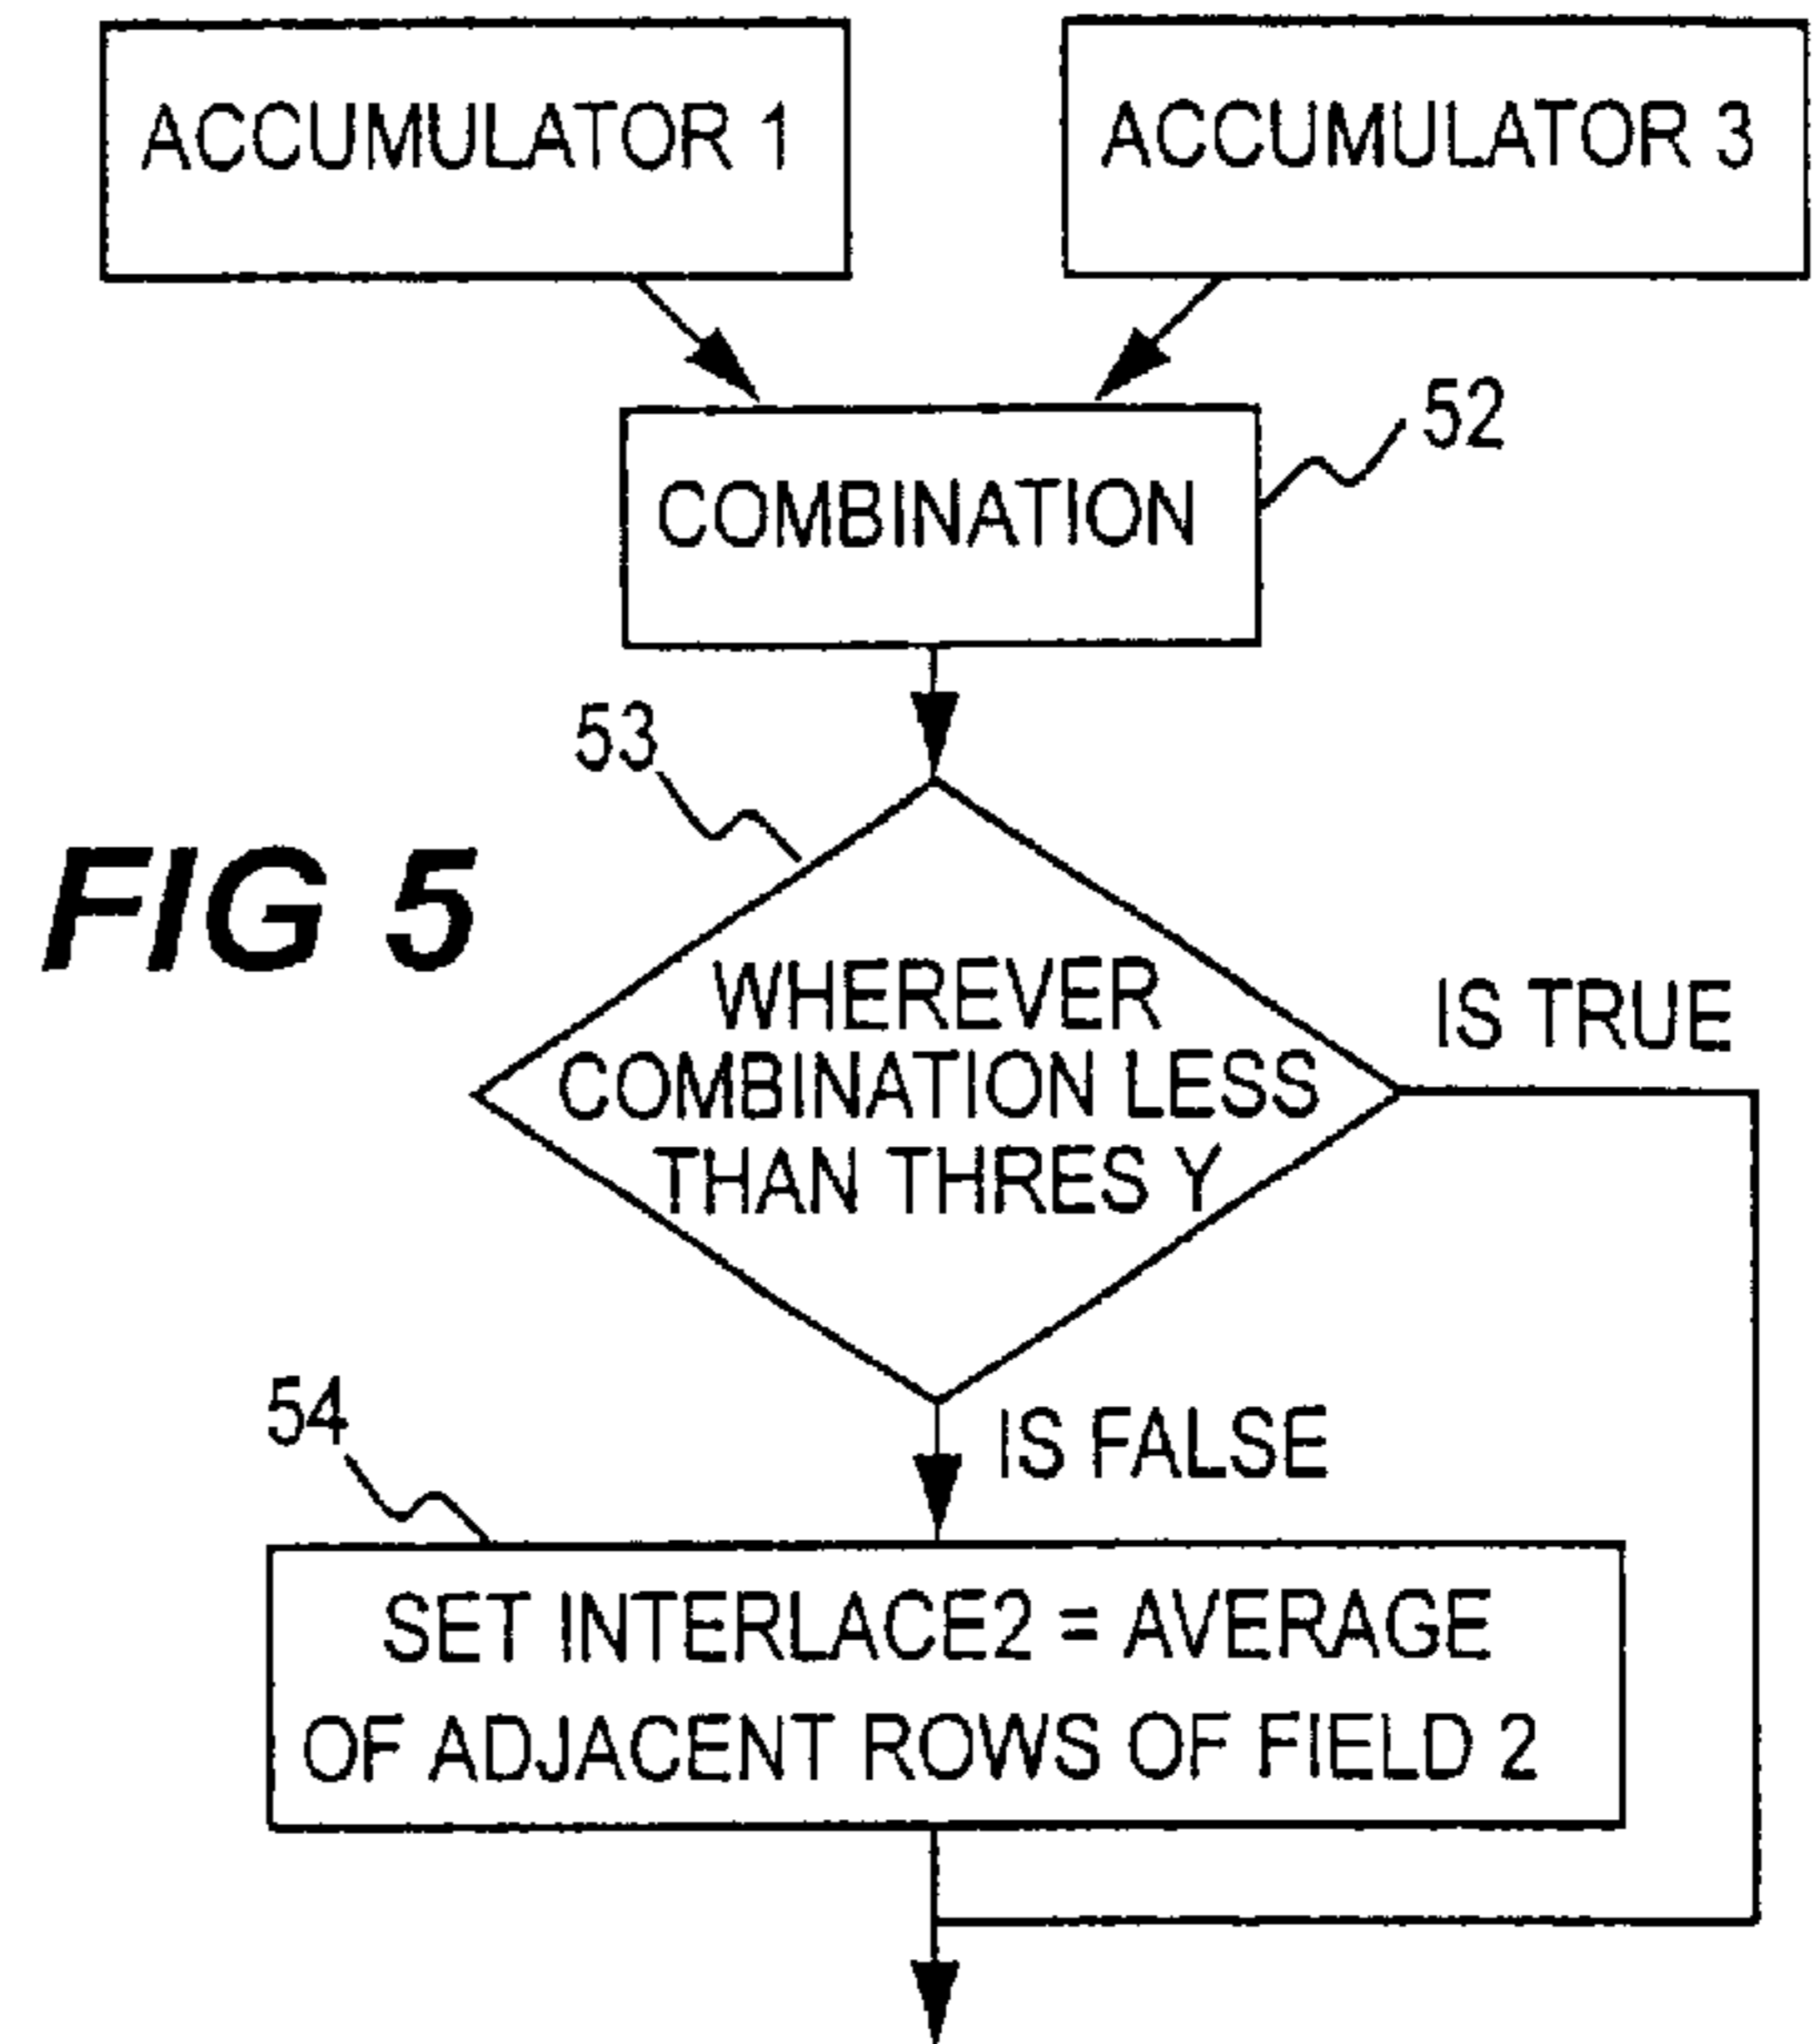 ACCUMULATOR 1
ACCUMULATOR 3
COMBINATION
52
53
FIG 5
WHEREVER
COMBINATION LESS
THAN THRES Y
IS TRUE
IS FALSE
54
SET INTERLACE2 = AVERAGE
OF ADJACENT ROWS OF FIELD 2